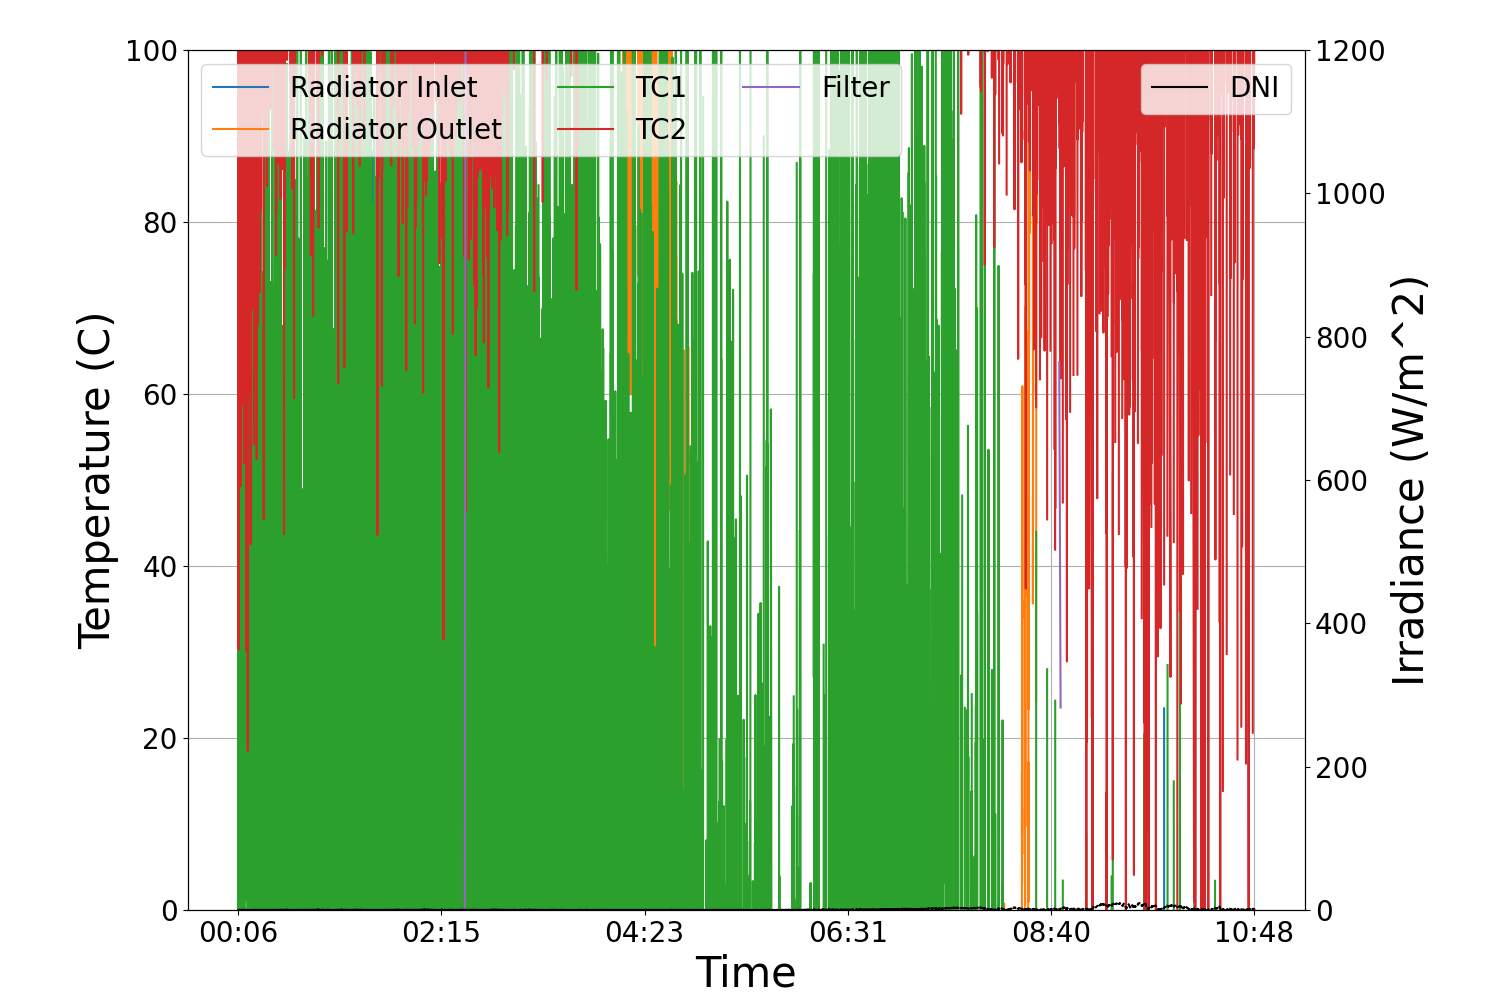 Radiator Inlet
Radiator Outlet
TC1
TC2
Filter
DNI
100
80
60
40
20
0
Temperature (C)
1200
1000
800
600
400
200
0
Irradiance (W/m^2)
00:06 02:15 04:23 06:31 08:40 10:48
Time